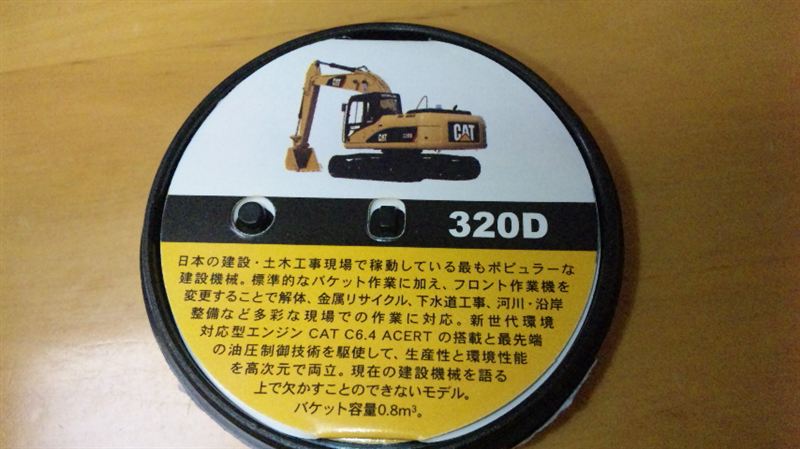 CAT
CAT
320D
日本の建設・土木工事現場で稼動している最もポピュラーな
建設機械。標準的なバケット作業に加え、フロント作業機を
変更することで解体、金属リサイクル、下水道工事、河川・沿岸
整備など多彩な現場での作業に対応。新世代環境
対応型エンジン CAT C6.4 ACERT の搭載と最先端
の油圧制御技術を駆使して、生産性と環境性能
を高次元で両立。現在の建設機械を語る
上で欠かすことのできないモデル。
バケット容量0.8m³。